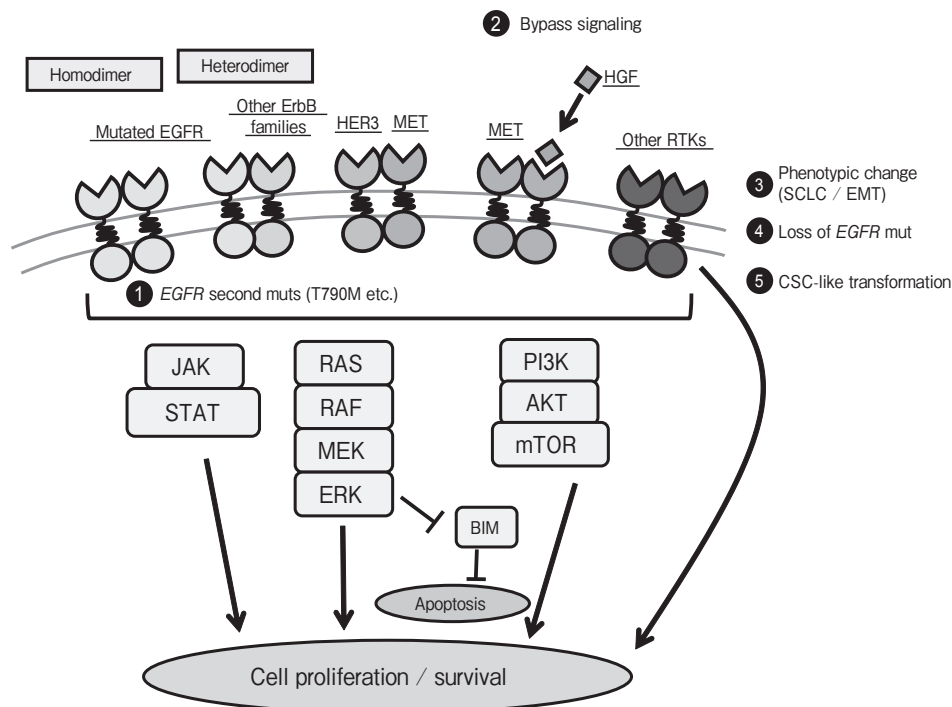 2 Bypass signaling
Homodimer
Heterodimer
HGF
Mutated EGFR
Other ErbB
families
HER3
MET
MET
Other RTKs
3 Phenotypic change
(SCLC / EMT)
4 Loss of EGFR mut
5 CSC-like transformation
1 EGFR second muts (T790M etc.)
JAK
STAT
RAS
RAF
MEK
ERK
PI3K
AKT
mTOR
BIM
Apoptosis
Cell proliferation / survival